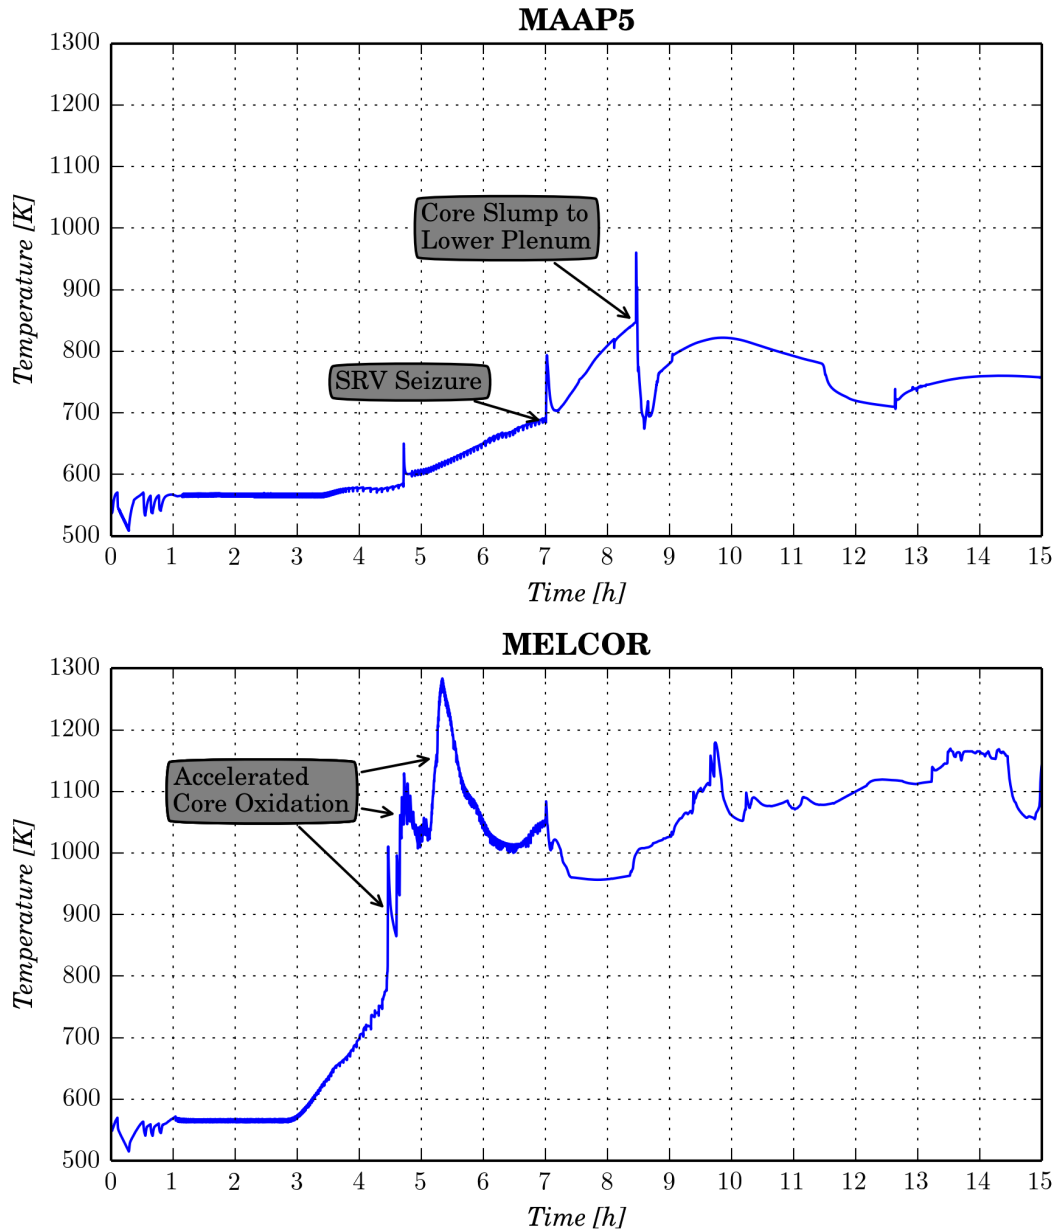 MAAP5
1300
1200
1100
1000
900
800
700
600
500
Temperature [K]
Core Slump to
Lower Plenum
SRV Seizure
0 1 2 3 4 5 6 7 8 9 10 11 12 13 14 15
Time [h]
MELCOR
1300
1200
1100
1000
900
800
700
600
500
Temperature [K]
Accelerated
Core Oxidation
0 1 2 3 4 5 6 7 8 9 10 11 12 13 14 15
Time [h]